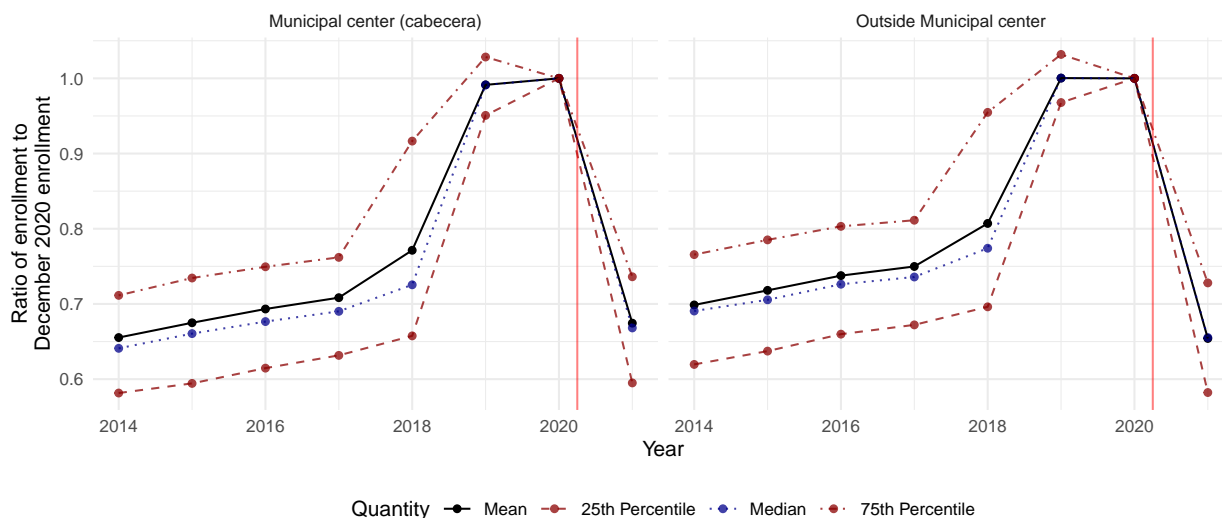 Municipal center (cabecera)
Outside Municipal center
Ratio of enrollment to
December 2020 enrollment
1.0
0.9
0.8
0.7
0.6
2014
2016
2018
2020
2014
2016
2018
2020
Year
Quantity
Mean
25th Percentile
Median
75th Percentile